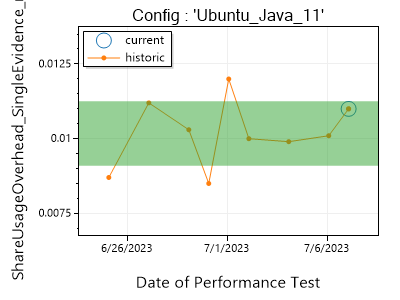 Config : 'Ubuntu_Java_11'
current
historic
ShareUsageOverhead_SingleEvidence_
0.0125
0.01
0.0075
6/26/2023
7/1/2023
7/6/2023
Date of Performance Test